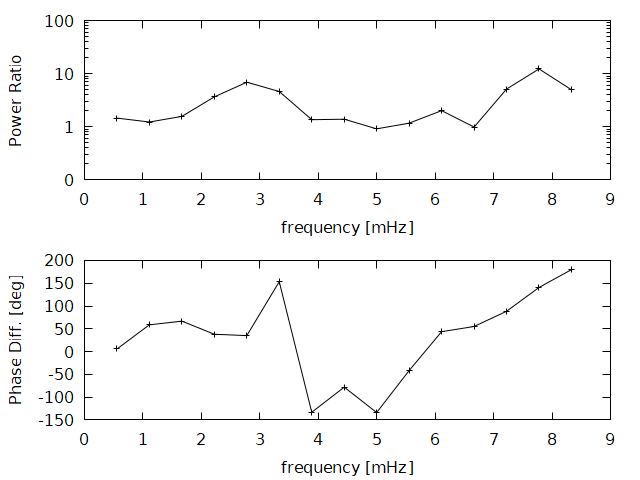 100
10
1
0
Power Ratio
0 1 2 3 4 5 6 7 8 9
frequency [mHz]
200
150
100
50
0
-50
-100
-150
Phase Diff. [deg]
0 1 2 3 4 5 6 7 8 9
frequency [mHz]